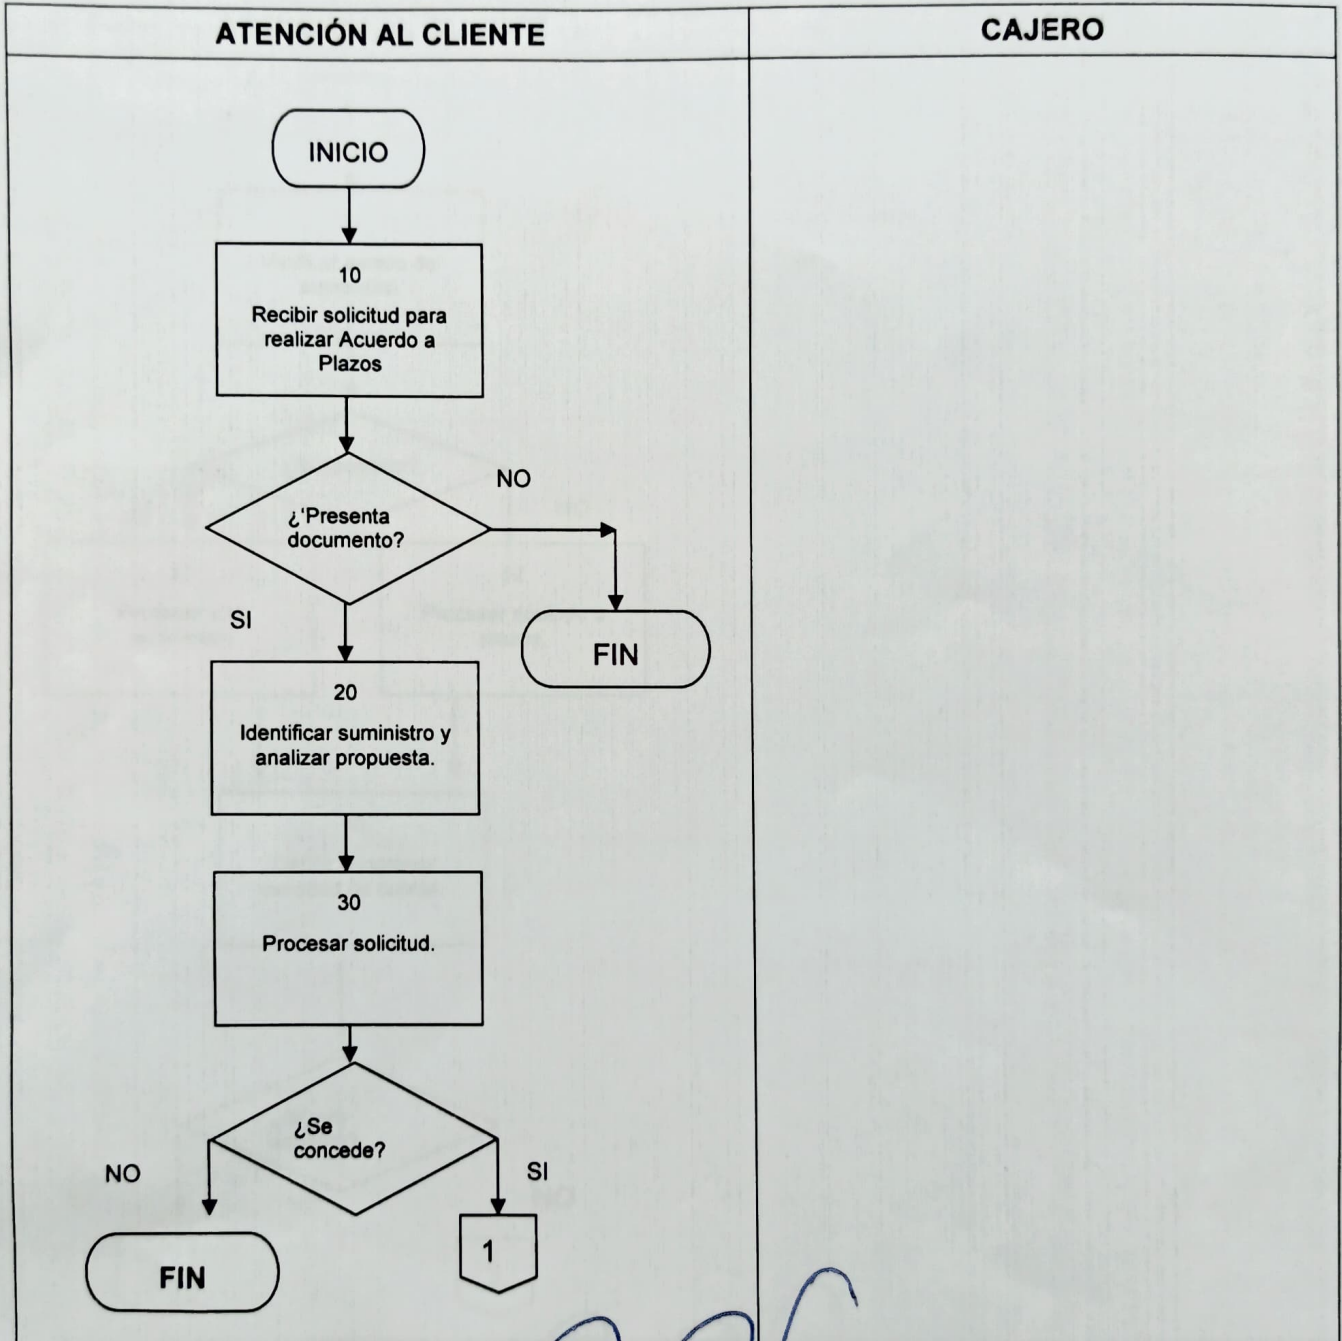 ATENCIÓN AL CLIENTE
CAJERO
INICIO
10
Recibir solicitud para
realizar Acuerdo a
Plazos
NO
¿'Presenta
documento?
SI
FIN
20
Identificar suministro y
analizar propuesta.
30
Procesar solicitud.
¿Se
concede?
NO
SI
1
FIN